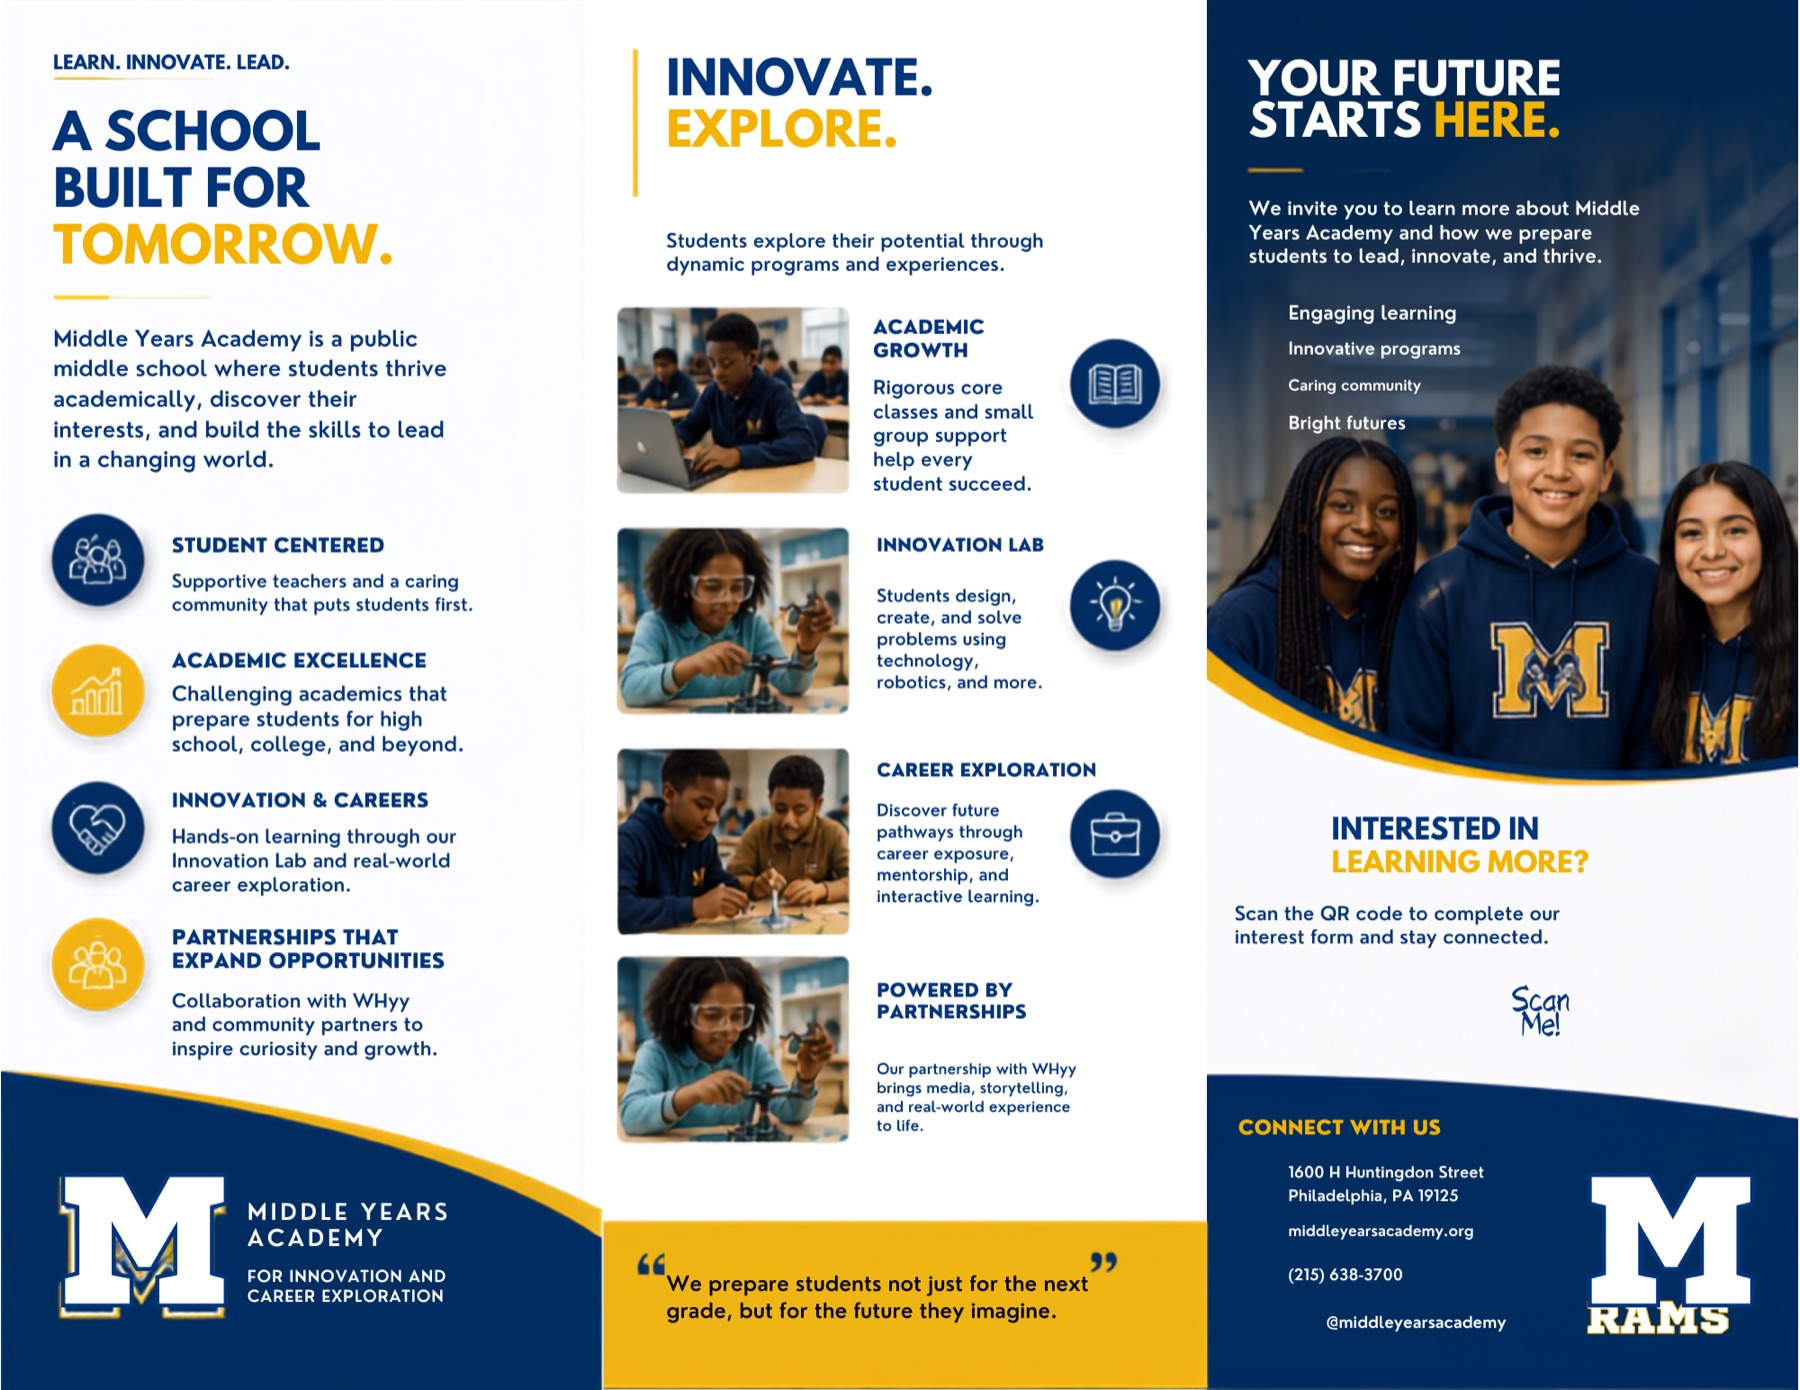 LEARN. INNOVATE. LEAD.
A SCHOOL
BUILT FOR
TOMORROW.
Middle Years Academy is a public
middle school where students thrive
academically, discover their
interests, and build the skills to lead
in a changing world.
STUDENT CENTERED
Supportive teachers and a caring
community that puts students first.
ACADEMIC EXCELLENCE
Challenging academics that
prepare students for high
school, college, and beyond.
INNOVATION & CAREERS
Hands-on learning through our
Innovation Lab and real-world
career exploration.
PARTNERSHIPS THAT
EXPAND OPPORTUNITIES
Collaboration with WHyy
and community partners to
inspire curiosity and growth.
M
MIDDLE YEARS
ACADEMY
FOR INNOVATION AND
CAREER EXPLORATION
INNOVATE.
EXPLORE.
Students explore their potential through
dynamic programs and experiences.
ACADEMIC
GROWTH
Rigorous core
classes and small
group support
help every
student succeed.
INNOVATION LAB
Students design,
create, and solve
problems using
technology,
robotics, and more.
CAREER EXPLORATION
Discover future
pathways through
career exposure,
mentorship, and
interactive learning.
POWERED BY
PARTNERSHIPS
Our partnership with WHyy
brings media, storytelling,
and real-world experience
to life.
“We prepare students not just for the next”
grade, but for the future they imagine.
YOUR FUTURE
STARTS HERE.
We invite you to learn more about Middle
Years Academy and how we prepare
students to lead, innovate, and thrive.
Engaging learning
Innovative programs
Caring community
Bright futures
M
M
M
INTERESTED IN
LEARNING MORE?
Scan the QR code to complete our
interest form and stay connected.
Scan
Me!
CONNECT WITH US
1600 H Huntingdon Street
Philadelphia, PA 19125
middleyearsacademy.org
(215) 638-3700
@middleyearsacademy
M
RAMS